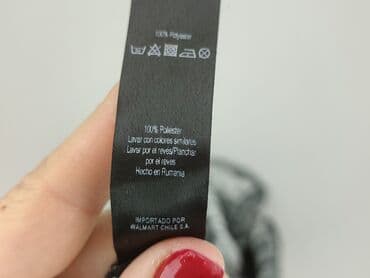 100% Polyester
100% Poliéster
Lavar con colores similares
Lavar por el revés/Planchar
por el revés
Hecho en Rumania
IMPORTADO POR
WALMART CHILE S.A.